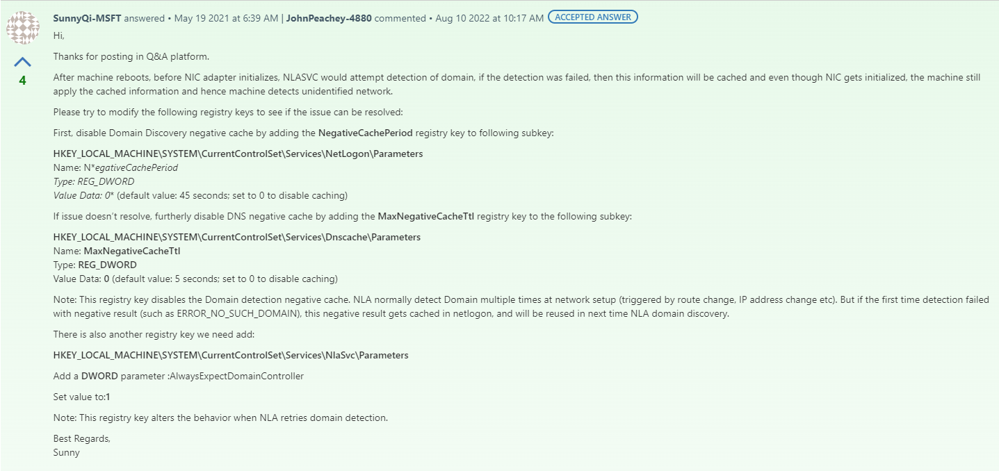 SunnyQi-MSFT answered • May 19 2021 at 6:39 AM | JohnPeachey-4880 commented • Aug 10 2022 at 10:17 AM ACCEPTED ANSWER
Hi,
Thanks for posting in Q&A platform.
4
After machine reboots, before NIC adapter initializes, NLASVC would attempt detection of domain, if the detection was failed, then this information will be cached and even though NIC gets initialized, the machine still
apply the cached information and hence machine detects unidentified network.
Please try to modify the following registry keys to see if the issue can be resolved:
First, disable Domain Discovery negative cache by adding the NegativeCachePeriod registry key to following subkey:
HKEY_LOCAL_MACHINE\SYSTEM\CurrentControlSet\Services\NetLogon\Parameters
Name: N*egativeCachePeriod
Type: REG_DWORD
Value Data: 0* (default value: 45 seconds; set to 0 to disable caching)
If issue doesn’t resolve, furtherly disable DNS negative cache by adding the MaxNegativeCacheTtl registry key to the following subkey:
HKEY_LOCAL_MACHINE\SYSTEM\CurrentControlSet\Services\Dnscache\Parameters
Name: MaxNegativeCacheTtl
Type: REG_DWORD
Value Data: 0 (default value: 5 seconds; set to 0 to disable caching)
Note: This registry key disables the Domain detection negative cache. NLA normally detect Domain multiple times at network setup (triggered by route change, IP address change etc). But if the first time detection failed
with negative result (such as ERROR_NO_SUCH_DOMAIN), this negative result gets cached in netlogon, and will be reused in next time NLA domain discovery.
There is also another registry key we need add:
HKEY_LOCAL_MACHINE\SYSTEM\CurrentControlSet\Services\NlaSvc\Parameters
Add a DWORD parameter :AlwaysExpectDomainController
Set value to:1
Note: This registry key alters the behavior when NLA retries domain detection.
Best Regards,
Sunny